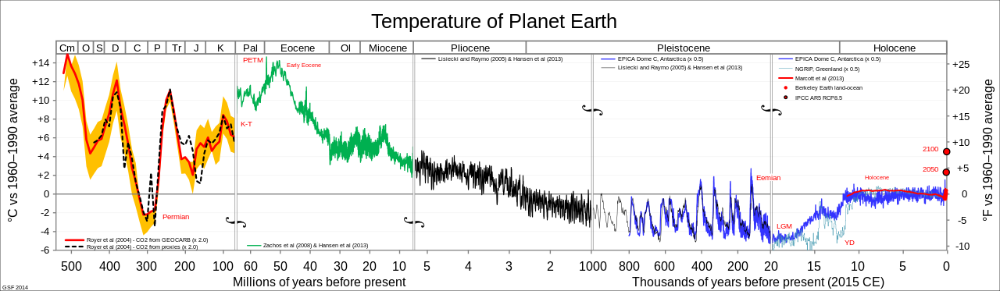 Temperature of Planet Earth
Cm O S D C P Tr J K Pal Eocene Ol Miocene Pliocene Pleistocene Holocene
°C vs 1960–1990 average
+14
+12
+10
+8
+6
+4
+2
0
-2
-4
-6
PETM
Early Eocene
K-T
Permian
Royer et al (2004) - CO2 from GEOCARB (x 2.0)
Royer et al (2004) - CO2 from proxies (x 2.0)
Zachos et al (2008) & Hansen et al (2013)
Lisiecki and Raymo (2005) & Hansen et al (2013)
EPICA Dome C, Antarctica (x 0.5)
Lisiecki and Raymo (2005) & Hansen et al (2013)
Eemian
EPICA Dome C, Antarctica (x 0.5)
NGRIP, Greenland (x 0.5)
Marcott et al (2013)
Berkeley Earth land-ocean
IPCC AR5 RCP8.5
2100
2050
Holocene
LGM
YD
+25
+20
+15
+10
+5
0
-5
-10
°F vs 1960–1990 average
500 400 300 200 100 60 50 40 30 20 10 5 4 3 2 1000 800 600 400 200 20 15 10 5 0
Millions of years before present
Thousands of years before present (2015 CE)
GSF 2014